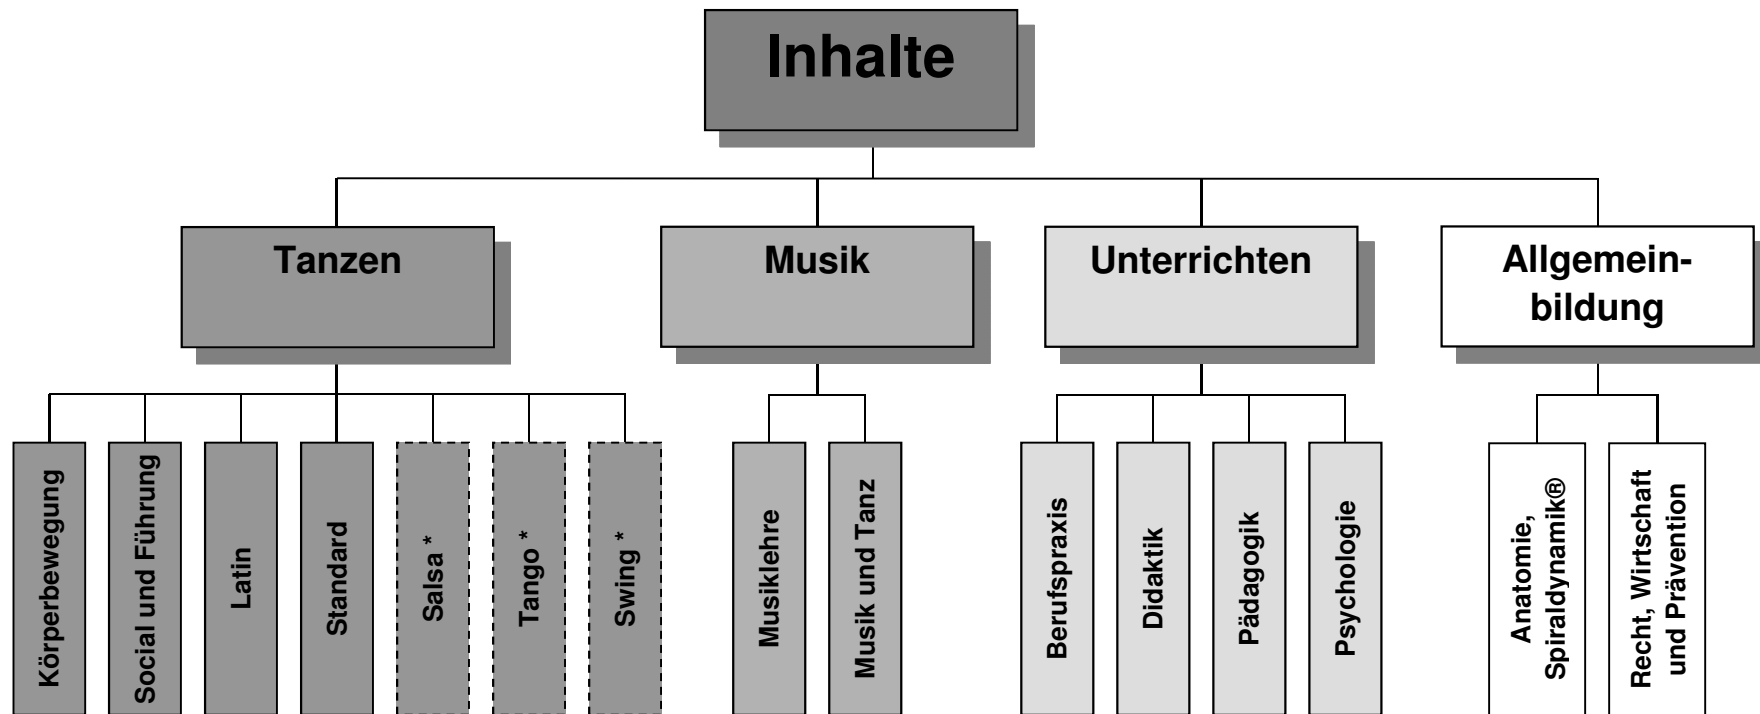 Inhalte
Tanzen
Musik
Unterrichten
Allgemein-
bildung
Körperbewegung
Social und Führung
Latin
Standard
Salsa *
Tango *
Swing *
Musiklehre
Musik und Tanz
Berufspraxis
Didaktik
Pädagogik
Psychologie
Anatomie,
Spiraldynamik®
Recht, Wirtschaft
und Prävention